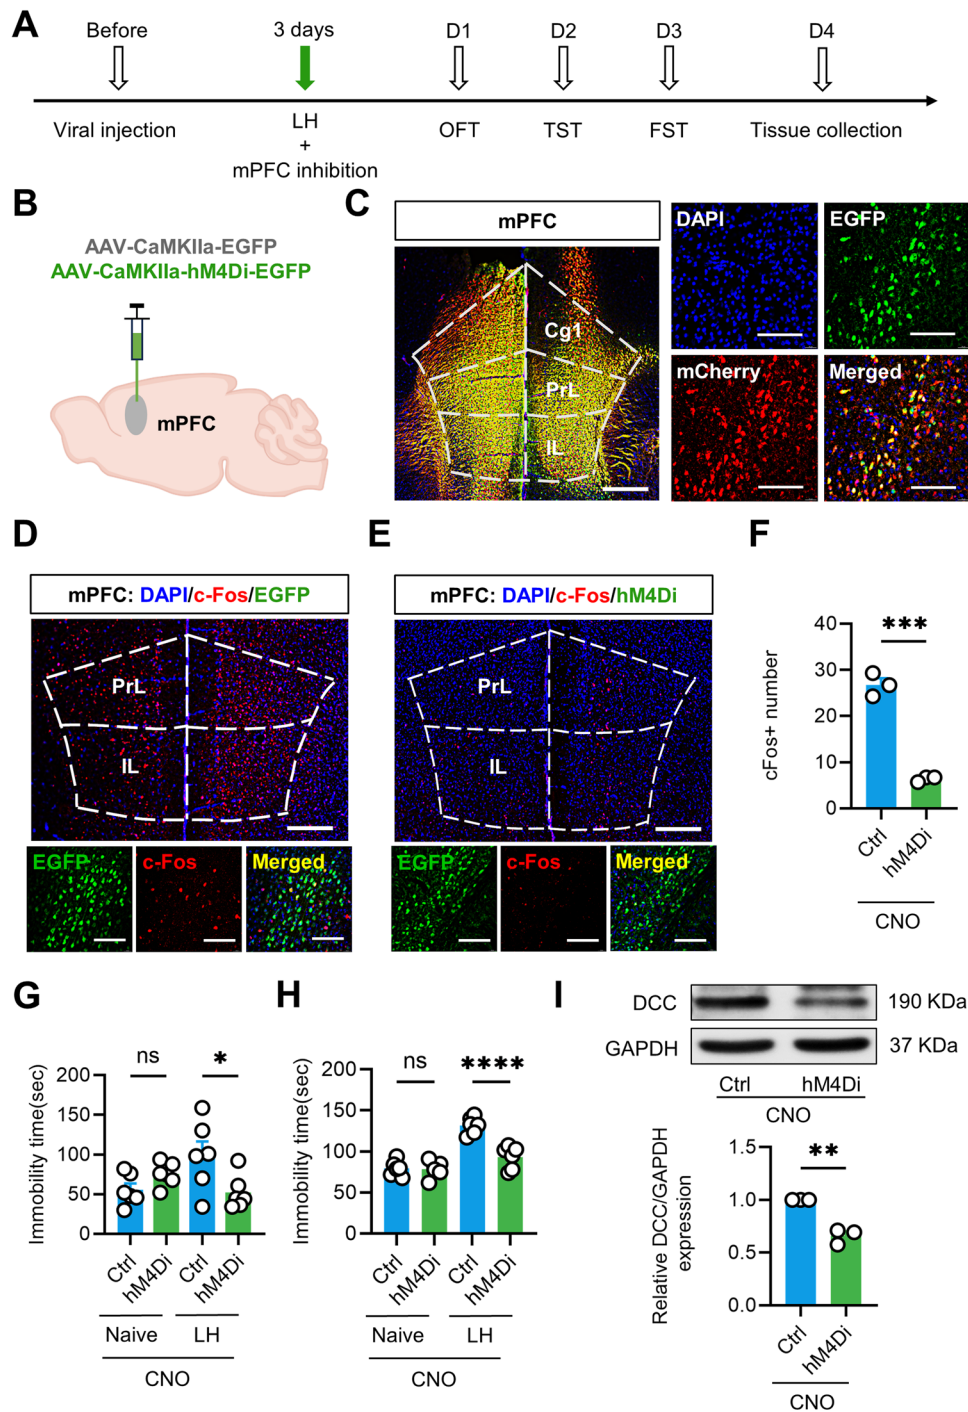 A
Before
3 days
D1
D2
D3
D4
Viral injection
LH
+
mPFC inhibition
OFT
TST
FST
Tissue collection
B
AAV-CaMKIIa-EGFP
AAV-CaMKIIa-hM4Di-EGFP
mPFC
C
mPFC
Cg1
PrL
IL
DAPI
EGFP
mCherry
Merged
D
mPFC: DAPI/c-Fos/EGFP
PrL
IL
EGFP
c-Fos
Merged
E
mPFC: DAPI/c-Fos/hM4Di
PrL
IL
EGFP
c-Fos
Merged
F
cFos+ number
40
30
20
10
0
***
Ctrl
hM4Di
CNO
G
Immobility time(sec)
200
150
100
50
0
ns
*
Ctrl
hM4Di
Ctrl
hM4Di
Naive
LH
CNO
H
Immobility time(sec)
200
150
100
50
0
ns
****
Ctrl
hM4Di
Ctrl
hM4Di
Naive
LH
CNO
I
DCC
190 KDa
GAPDH
37 KDa
Ctrl
hM4Di
CNO
Relative DCC/GAPDH
expression
1.5
1.0
0.5
0.0
**
Ctrl
hM4Di
CNO